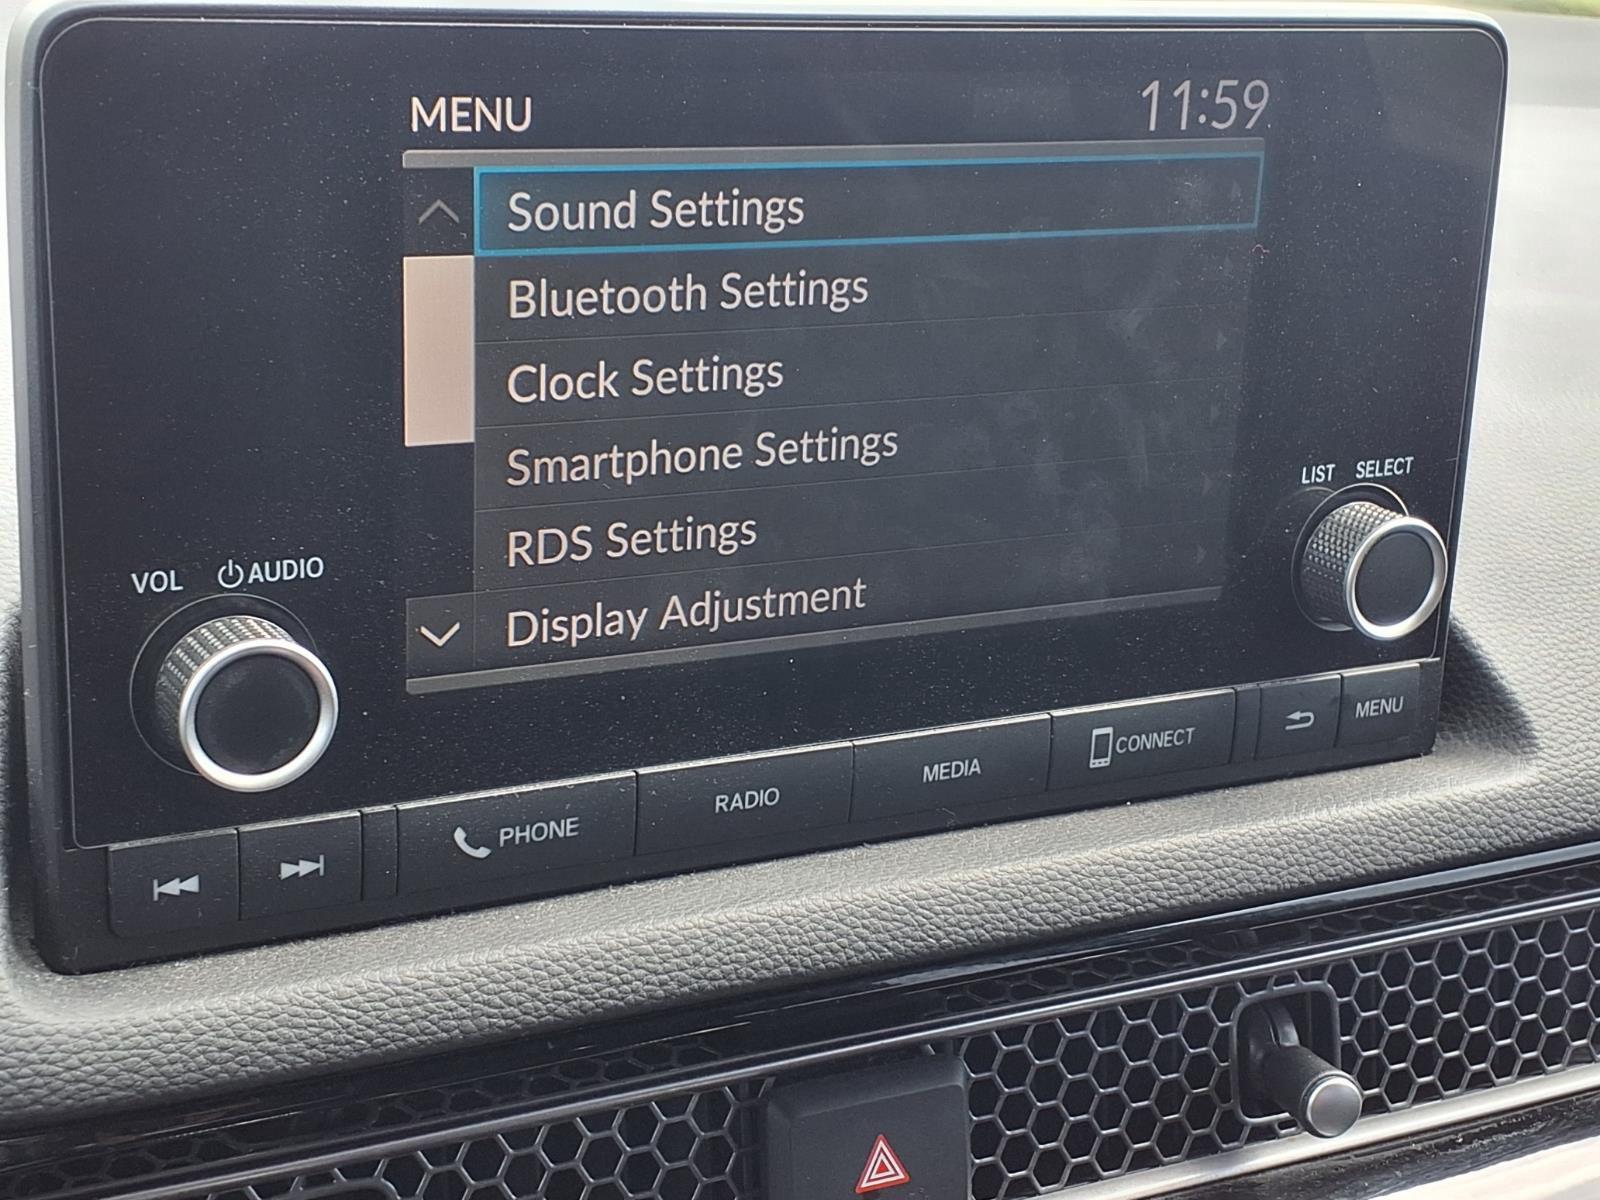 MENU 11:59
Sound Settings
Bluetooth Settings
Clock Settings
Smartphone Settings
RDS Settings
Display Adjustment
LIST SELECT
VOL AUDIO
PHONE RADIO MEDIA CONNECT MENU